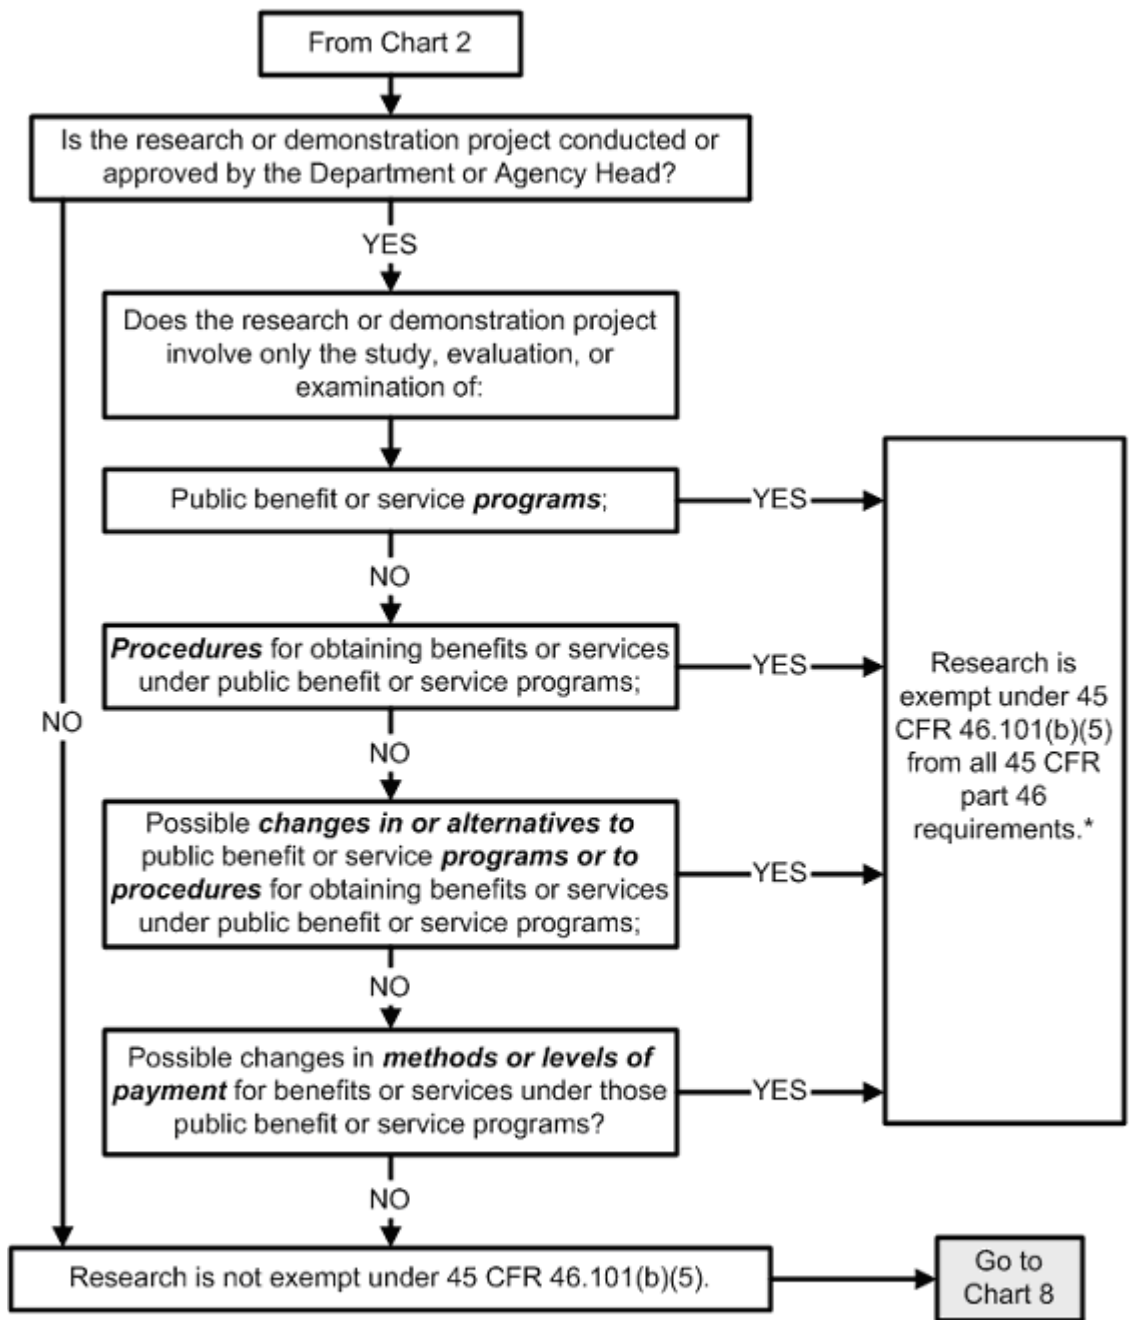 From Chart 2
Is the research or demonstration project conducted or
approved by the Department or Agency Head?
YES
Does the research or demonstration project
involve only the study, evaluation, or
examination of:
Public benefit or service programs;
YES
NO
Procedures for obtaining benefits or services
under public benefit or service programs;
YES
NO
NO
Possible changes in or alternatives to
public benefit or service programs or to
procedures for obtaining benefits or services
under public benefit or service programs;
YES
NO
Possible changes in methods or levels of
payment for benefits or services under those
public benefit or service programs?
YES
NO
Research is
exempt under 45
CFR 46.101(b)(5)
from all 45 CFR
part 46
requirements.*
Research is not exempt under 45 CFR 46.101(b)(5).
Go to
Chart 8